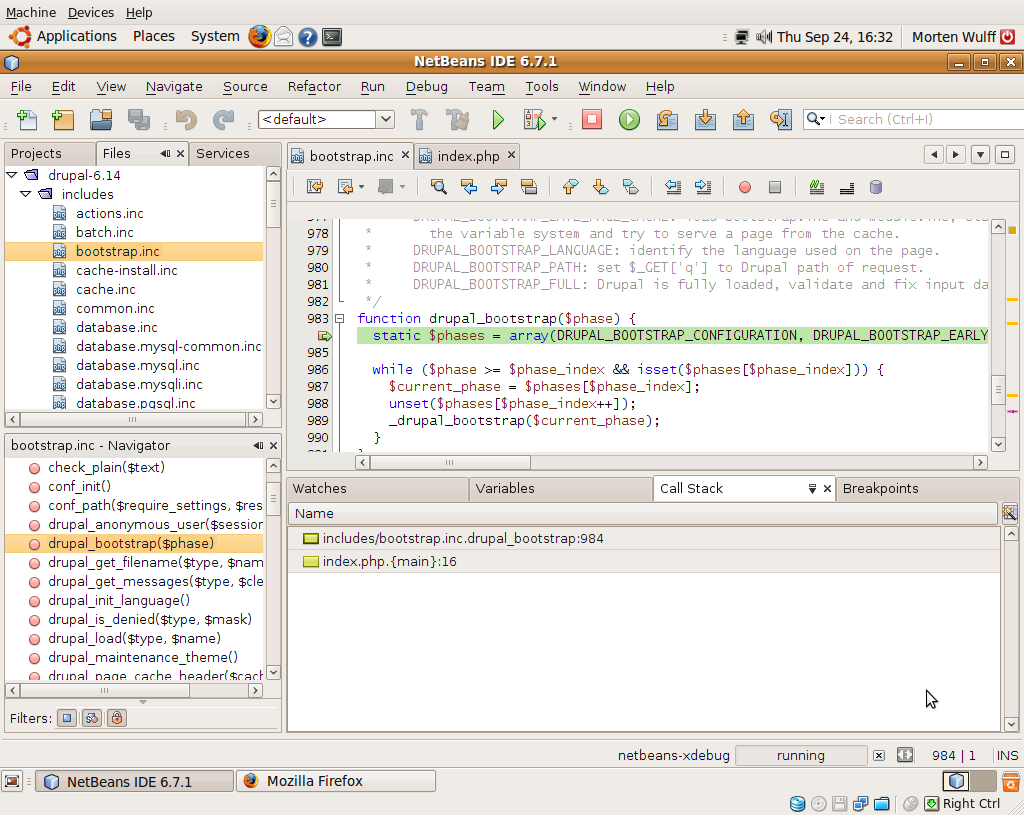 Machine Devices Help
Applications Places System Thu Sep 24, 16:32 Morten Wulff
NetBeans IDE 6.7.1
File Edit View Navigate Source Refactor Run Debug Team Tools Window Help
<default> Search (Ctrl+I)
Projects Files Services
drupal-6.14
includes
actions.inc
batch.inc
bootstrap.inc
cache-install.inc
cache.inc
common.inc
database.inc
database.mysql-common.inc
database.mysql.inc
database.mysqli.inc
database.pgsql.inc
bootstrap.inc - Navigator
check_plain($text)
conf_init()
conf_path($require_settings, $res
drupal_anonymous_user($session
drupal_bootstrap($phase)
drupal_get_filename($type, $nam
drupal_get_messages($type, $cle
drupal_init_language()
drupal_is_denied($type, $mask)
drupal_load($type, $name)
drupal_maintenance_theme()
drupal_page_cache_header($cach
Filters:
bootstrap.inc index.php
978 * the variable system and try to serve a page from the cache.
979 * DRUPAL_BOOTSTRAP_LANGUAGE: identify the language used on the page.
980 * DRUPAL_BOOTSTRAP_PATH: set $_GET['q'] to Drupal path of request.
981 * DRUPAL_BOOTSTRAP_FULL: Drupal is fully loaded, validate and fix input da
982 */
983 function drupal_bootstrap($phase) {
static $phases = array(DRUPAL_BOOTSTRAP_CONFIGURATION, DRUPAL_BOOTSTRAP_EARLY
985
986 while ($phase >= $phase_index && isset($phases[$phase_index])) {
987 $current_phase = $phases[$phase_index];
988 unset($phases[$phase_index++]);
989 _drupal_bootstrap($current_phase);
990 }
Watches Variables Call Stack Breakpoints
Name
includes/bootstrap.inc.drupal_bootstrap:984
index.php.{main}:16
netbeans-xdebug running 984 | 1 INS
NetBeans IDE 6.7.1 Mozilla Firefox
Right Ctrl